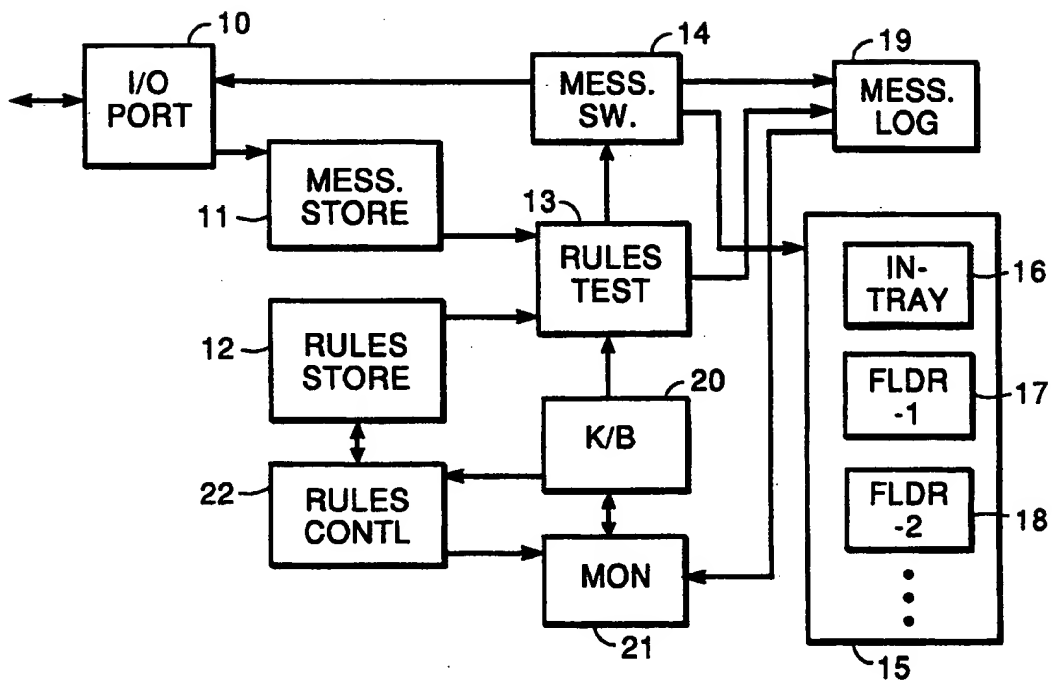 10
I/O
PORT
14
MESS.
SW.
19
MESS.
LOG
11
MESS.
STORE
13
RULES
TEST
16
IN-
TRAY
12
RULES
STORE
17
FLDR
-1
20
K/B
22
RULES
CONTL
18
FLDR
-2
MON
21
15